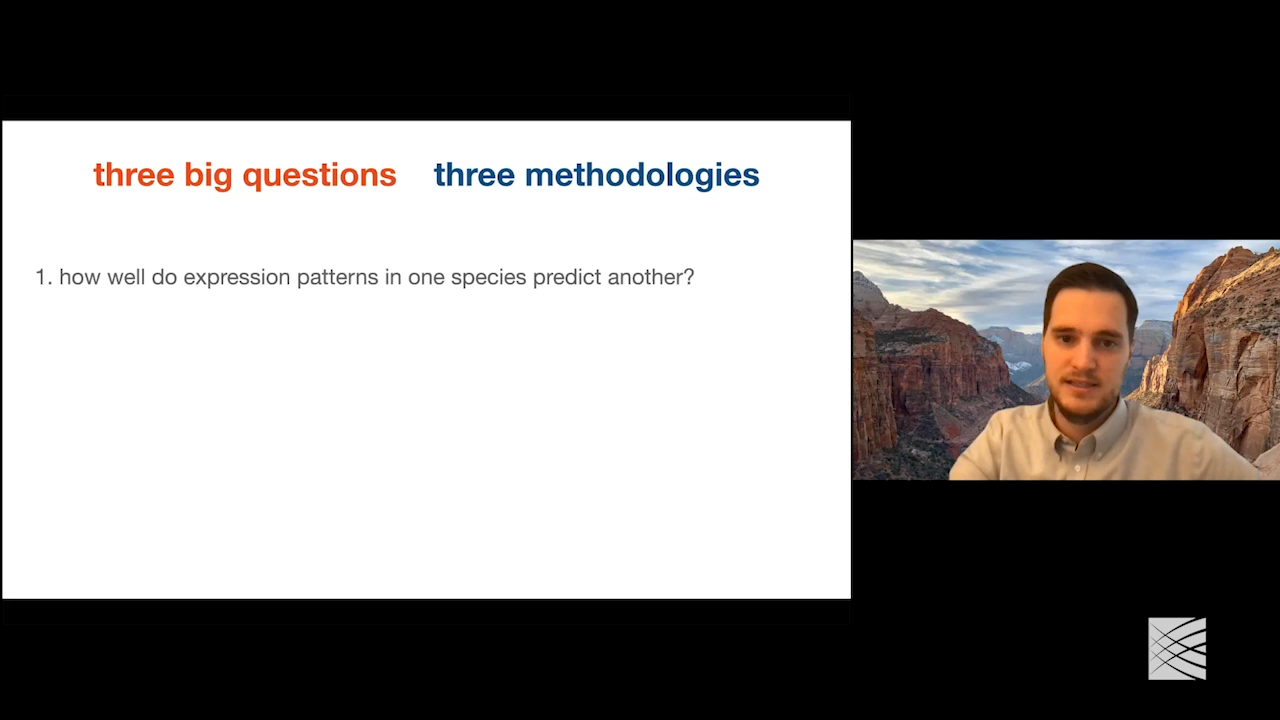 three big questions three methodologies
1. how well do expression patterns in one species predict another?